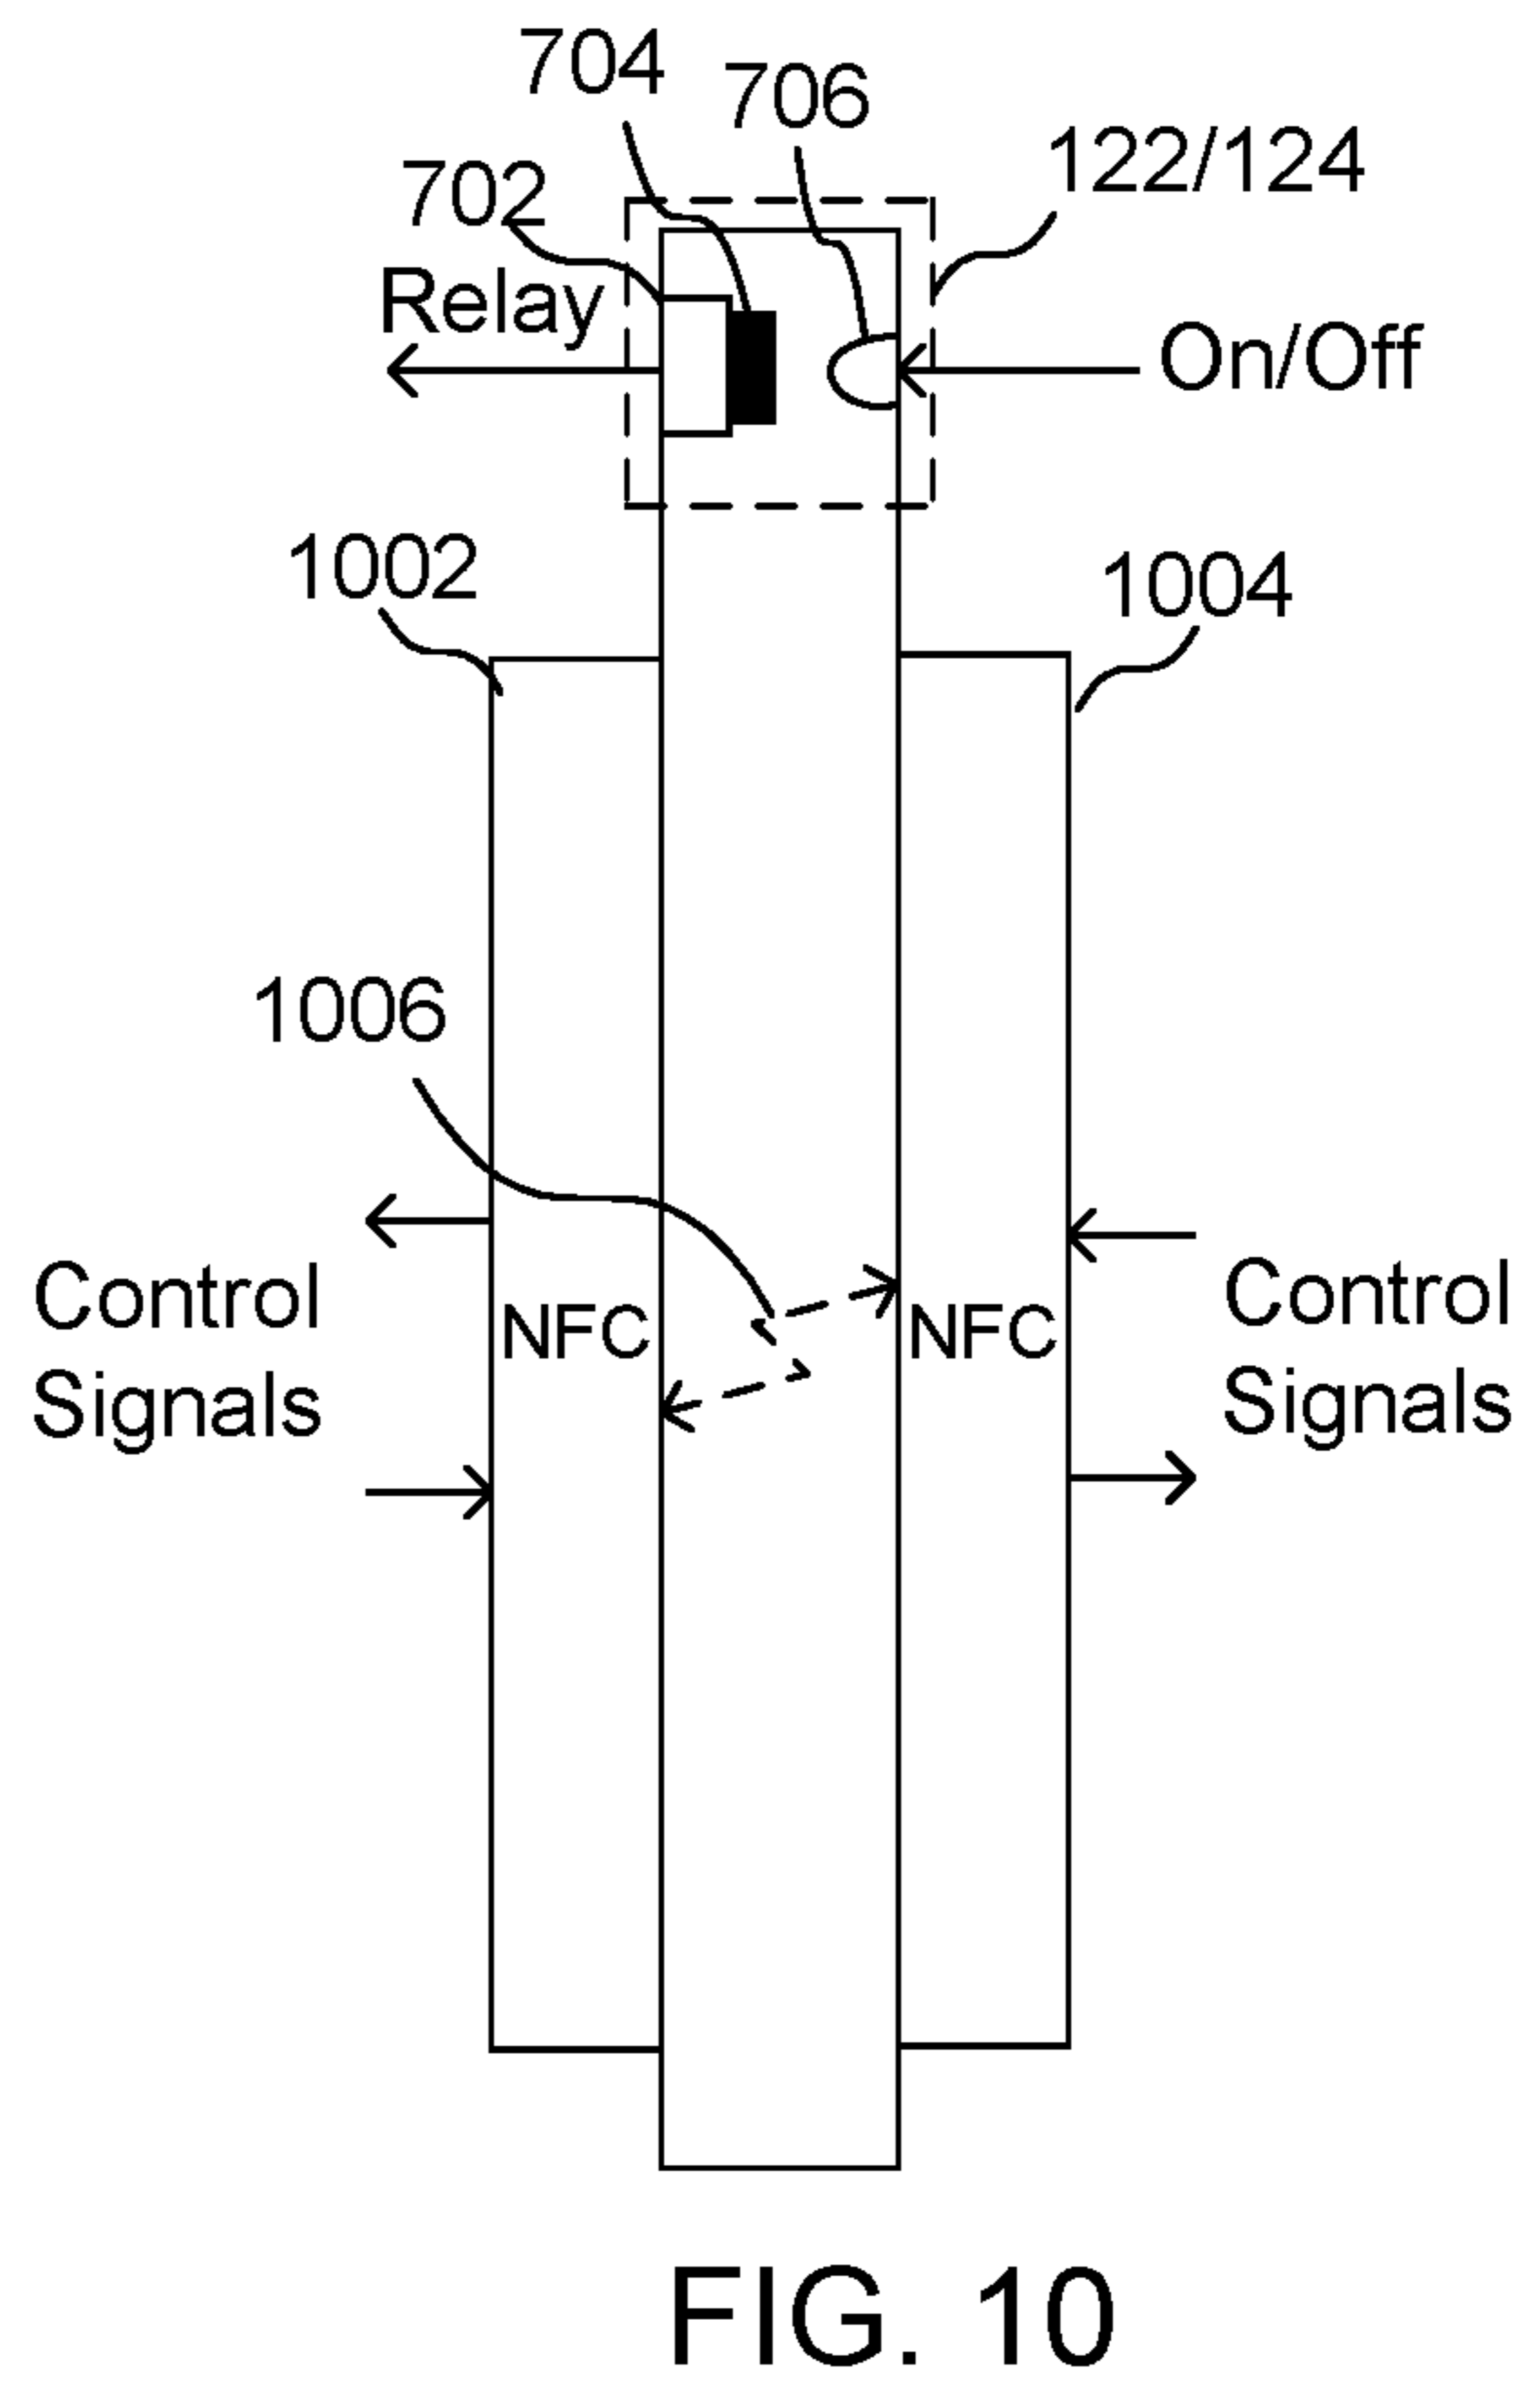 704
706
122/124
702
Relay
On/Off
1002
1004
1006
Control
Signals
NFC
NFC
Control
Signals
FIG. 10